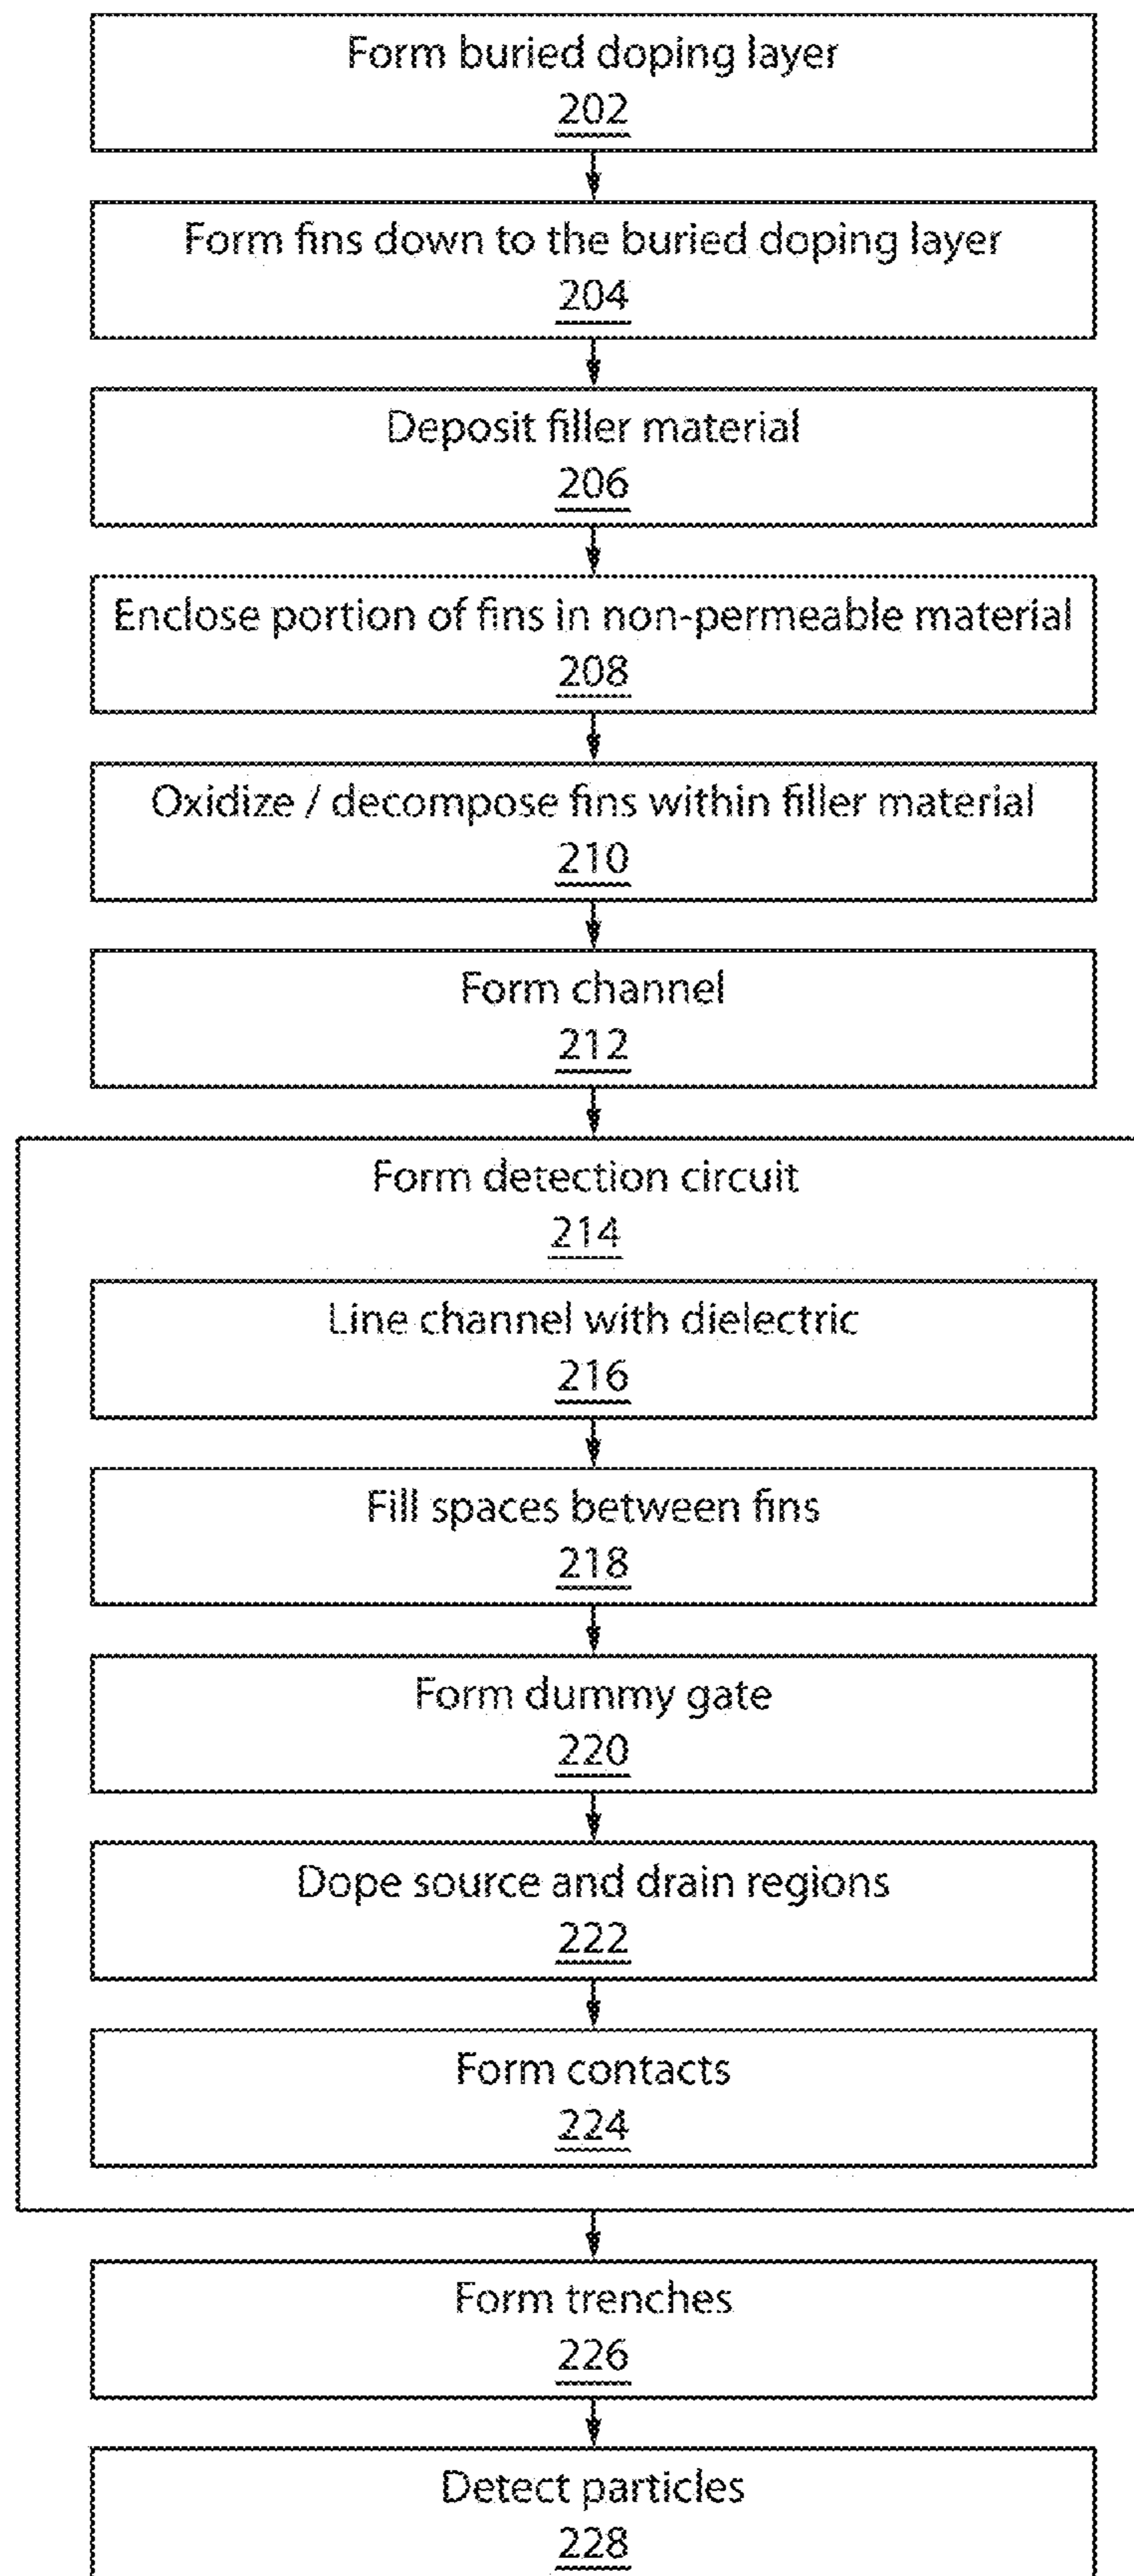 Form buried doping layer
202
Form fins down to the buried doping layer
204
Deposit filler material
206
Enclose portion of fins in non-permeable material
208
Oxidize / decompose fins within filler material
210
Form channel
212
Form detection circuit
214
Line channel with dielectric
216
Fill spaces between fins
218
Form dummy gate
220
Dope source and drain regions
222
Form contacts
224
Form trenches
226
Detect particles
228